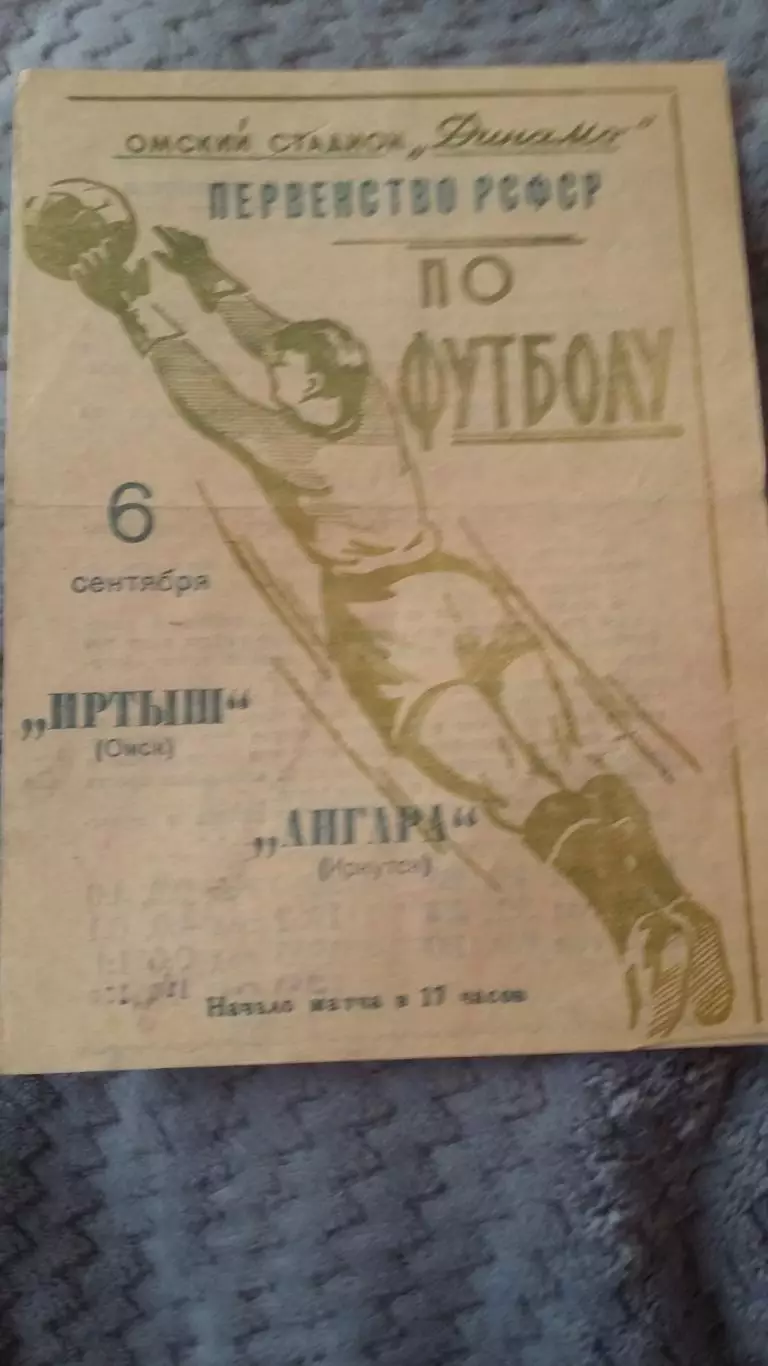 ОМСКИЙ СТАДИОН „Динамо"
ПЕРВЕНСТВО РСФСР
ПО
ФУТБОЛУ
6
сентября
„ИРТЫШ“
(Омск)
„АНГАРА“
(Иркутск)
Начало матча в 17 часов